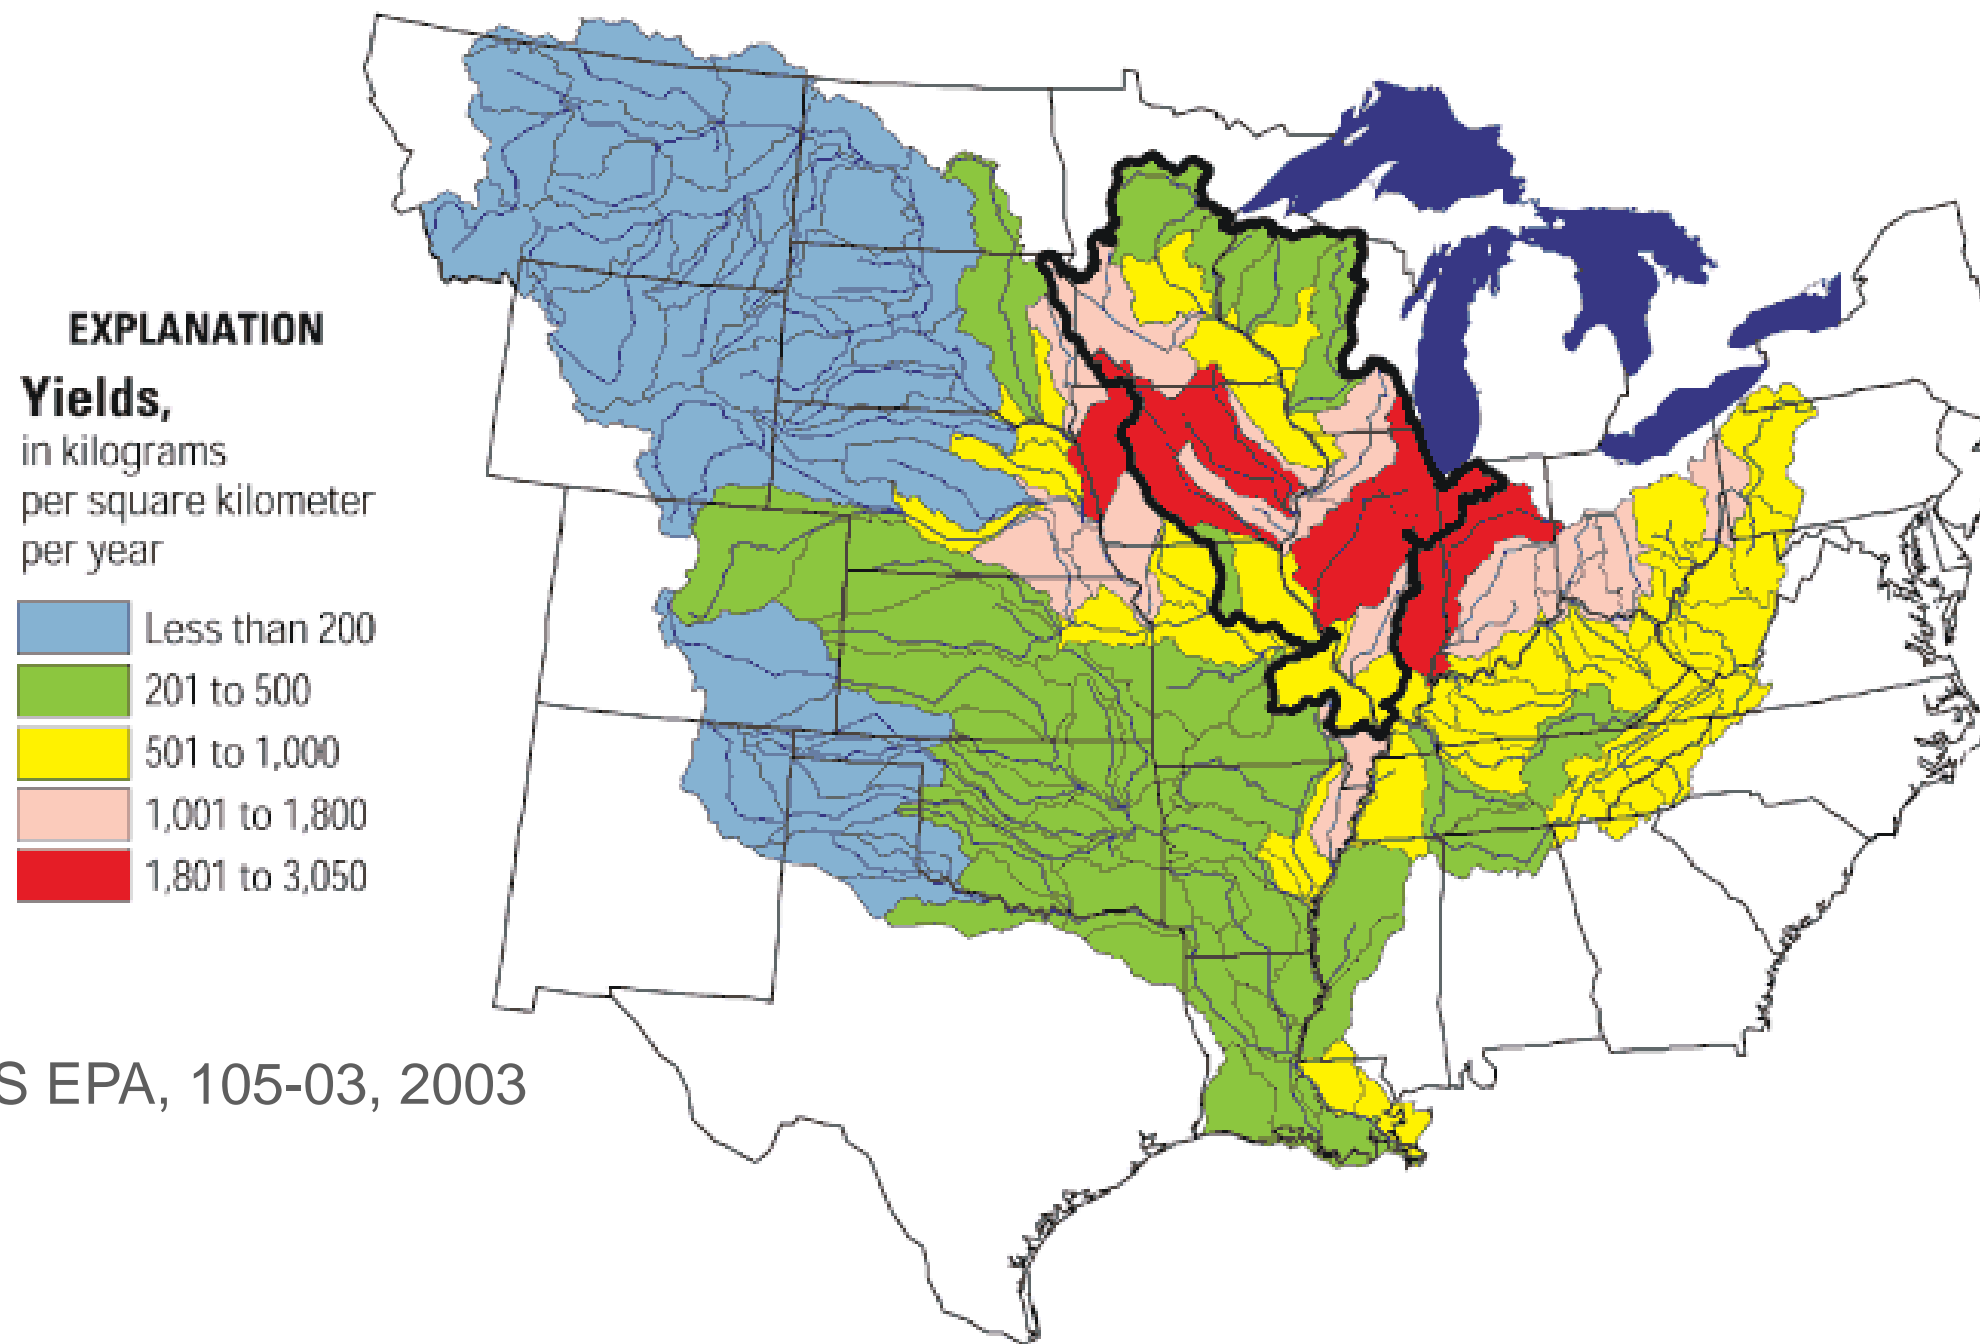 EXPLANATION
Yields,
in kilograms
per square kilometer
per year
Less than 200
201 to 500
501 to 1,000
1,001 to 1,800
1,801 to 3,050
S EPA, 105-03, 2003